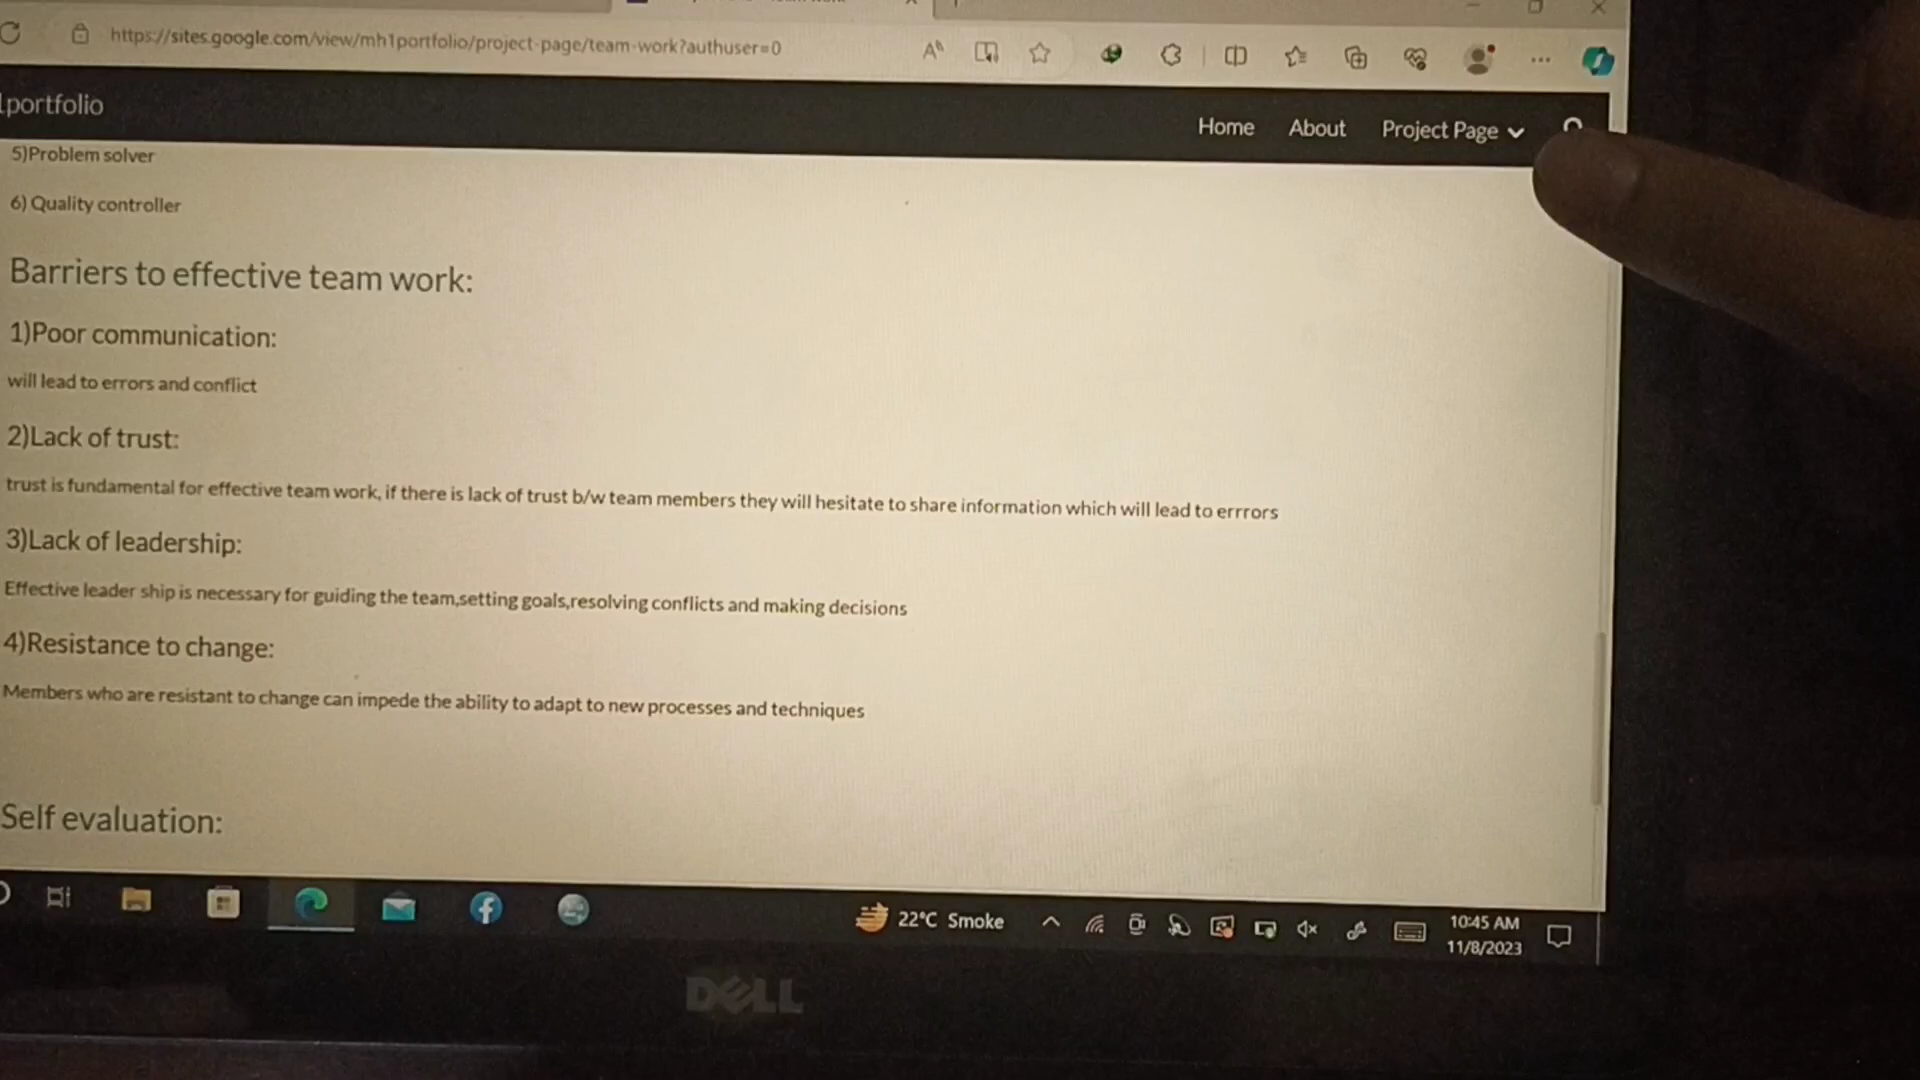 https://sites.google.com/view/mh1portfolio/project-page/team-work?authuser=0
portfolio
Home About Project Page
5)Problem solver
6) Quality controller
Barriers to effective team work:
1)Poor communication:
will lead to errors and conflict
2)Lack of trust:
trust is fundamental for effective team work, if there is lack of trust b/w team members they will hesitate to share information which will lead to errrors
3)Lack of leadership:
Effective leader ship is necessary for guiding the team,setting goals,resolving conflicts and making decisions
4)Resistance to change:
Members who are resistant to change can impede the ability to adapt to new processes and techniques
Self evaluation:
22°C Smoke
10:45 AM
11/8/2023
DELL